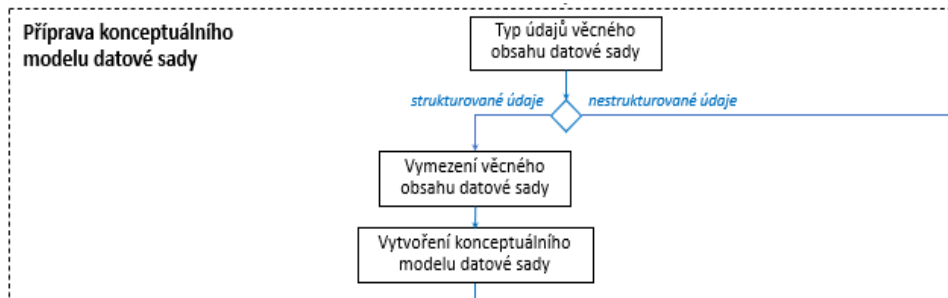 Příprava konceptuálního
modelu datové sady
Typ údajů věcného
obsahu datové sady
strukturované údaje
nestrukturované údaje
Vymezení věcného
obsahu datové sady
Vytvoření konceptuálního
modelu datové sady